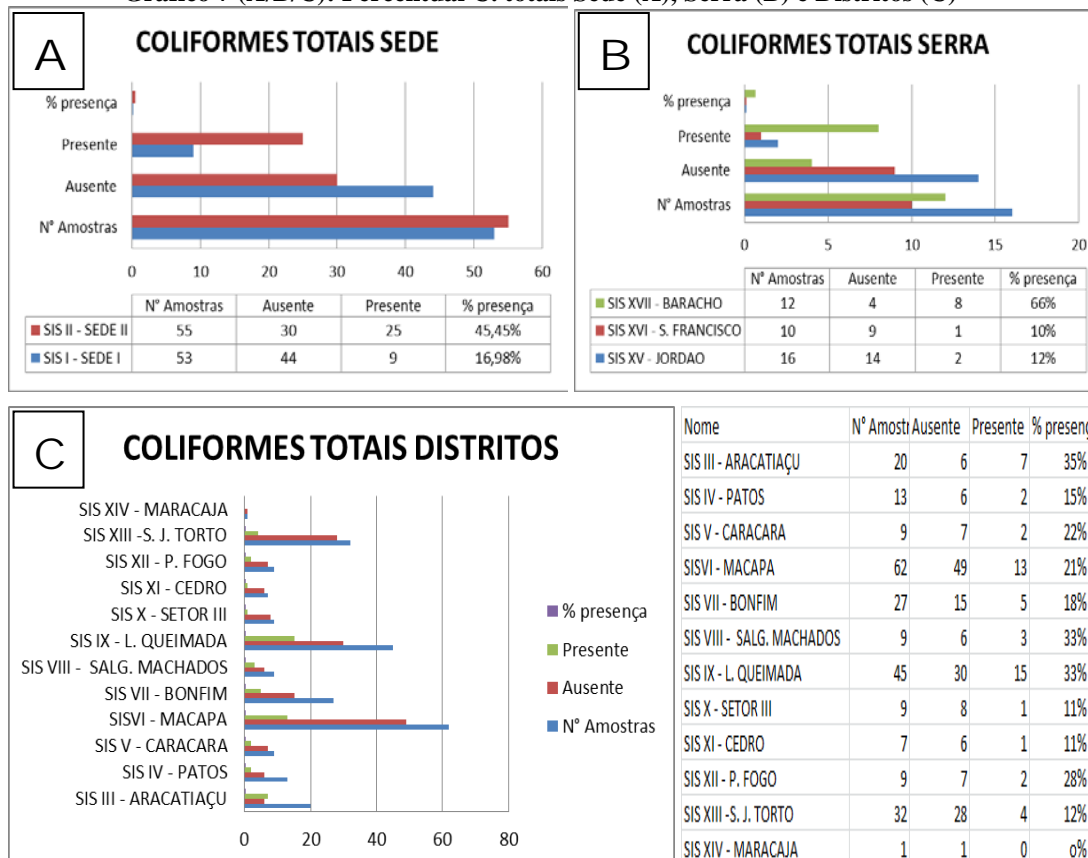 A
COLIFORMES TOTAIS SEDE
% presença
Presente
Ausente
N° Amostras
0 10 20 30 40 50 60
N° Amostras Ausente Presente % presença
SIS II - SEDE II 55 30 25 45,45%
SIS I - SEDE I 53 44 9 16,98%
B
COLIFORMES TOTAIS SERRA
% presença
Presente
Ausente
N° Amostras
0 5 10 15 20
N° Amostras Ausente Presente % presença
SIS XVII - BARACHO 12 4 8 66%
SIS XVI - S. FRANCISCO 10 9 1 10%
SIS XV - JORDAO 16 14 2 12%
C
COLIFORMES TOTAIS DISTRITOS
SIS XIV - MARACAJA
SIS XIII -S. J. TORTO
SIS XII - P. FOGO
SIS XI - CEDRO
SIS X - SETOR III
SIS IX - L. QUEIMADA
SIS VIII - SALG. MACHADOS
SIS VII - BONFIM
SISVI - MACAPA
SIS V - CARACARA
SIS IV - PATOS
SIS III - ARACATIAÇU
0 20 40 60 80
% presença
Presente
Ausente
N° Amostras
Nome N° Amostr Ausente Presente % presenç
SIS III - ARACATIAÇU 20 6 7 35%
SIS IV - PATOS 13 6 2 15%
SIS V - CARACARA 9 7 2 22%
SISVI - MACAPA 62 49 13 21%
SIS VII - BONFIM 27 15 5 18%
SIS VIII - SALG. MACHADOS 9 6 3 33%
SIS IX - L. QUEIMADA 45 30 15 33%
SIS X - SETOR III 9 8 1 11%
SIS XI - CEDRO 7 6 1 11%
SIS XII - P. FOGO 9 7 2 28%
SIS XIII -S. J. TORTO 32 28 4 12%
SIS XIV - MARACAJA 1 1 0 o%